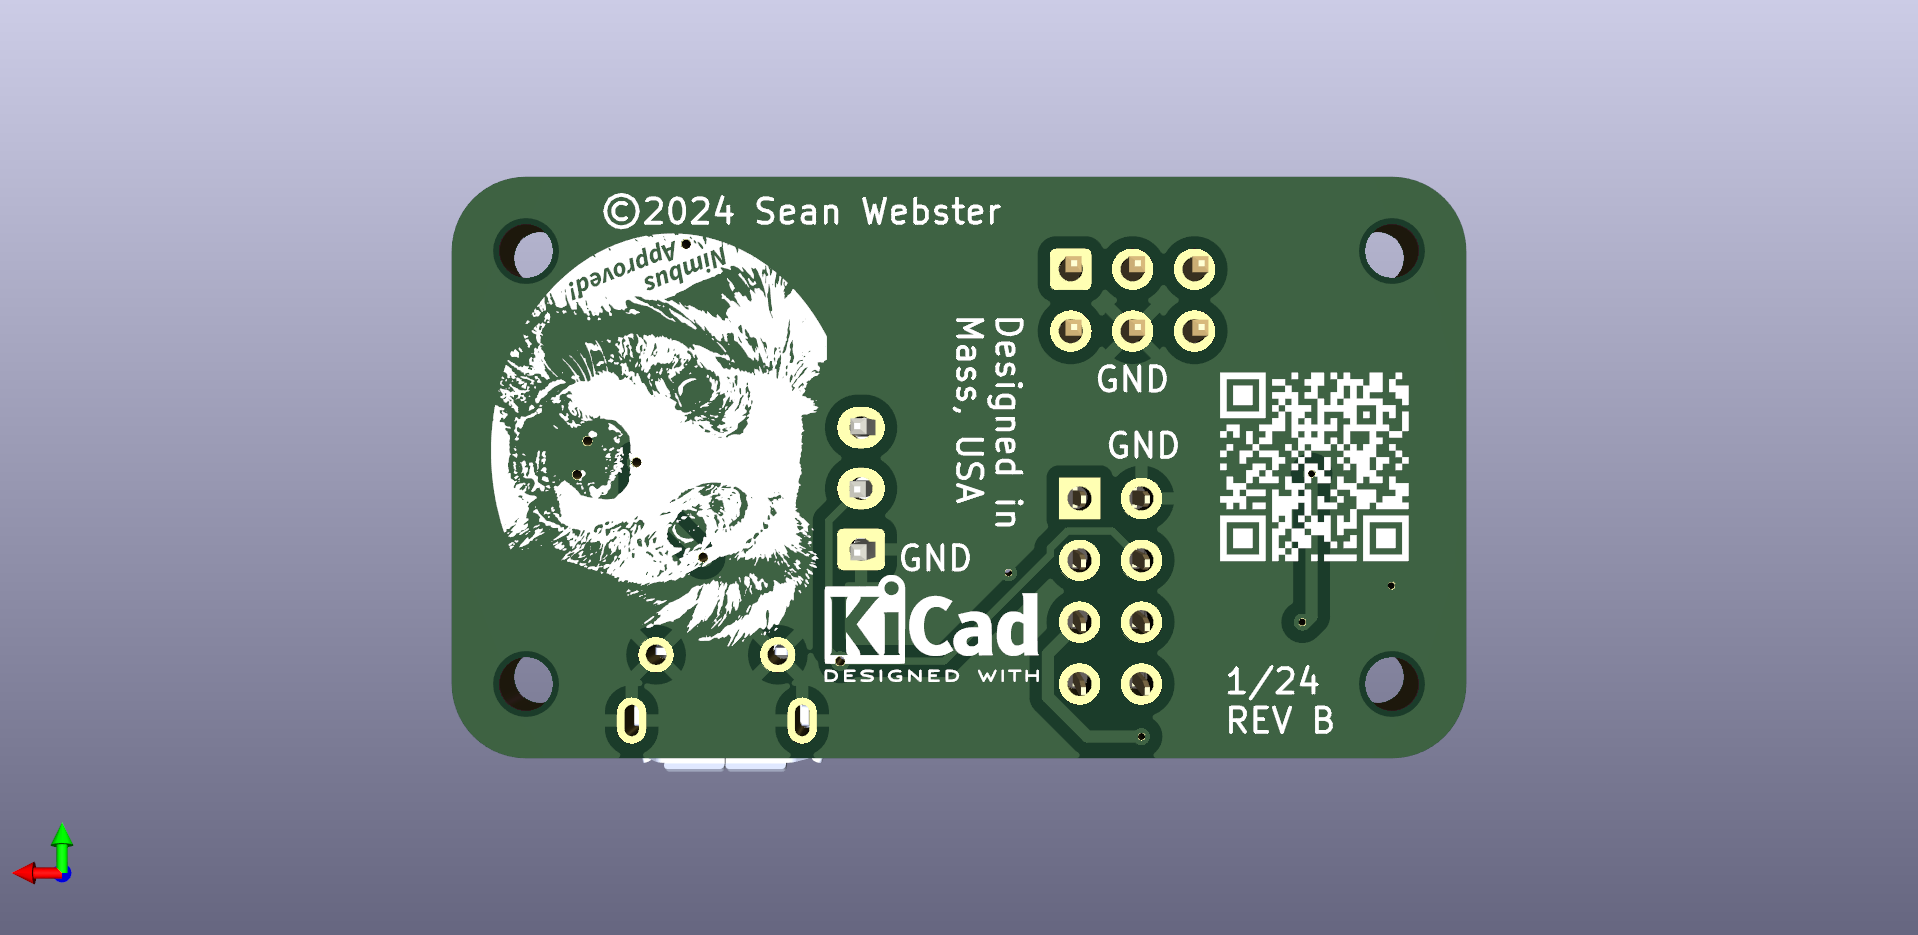 ©2024 Sean Webster
Nimbus
Approved!
Designed in
Mass, USA
GND
GND
GND
KiCad
DESIGNED WITH
1/24
REV B